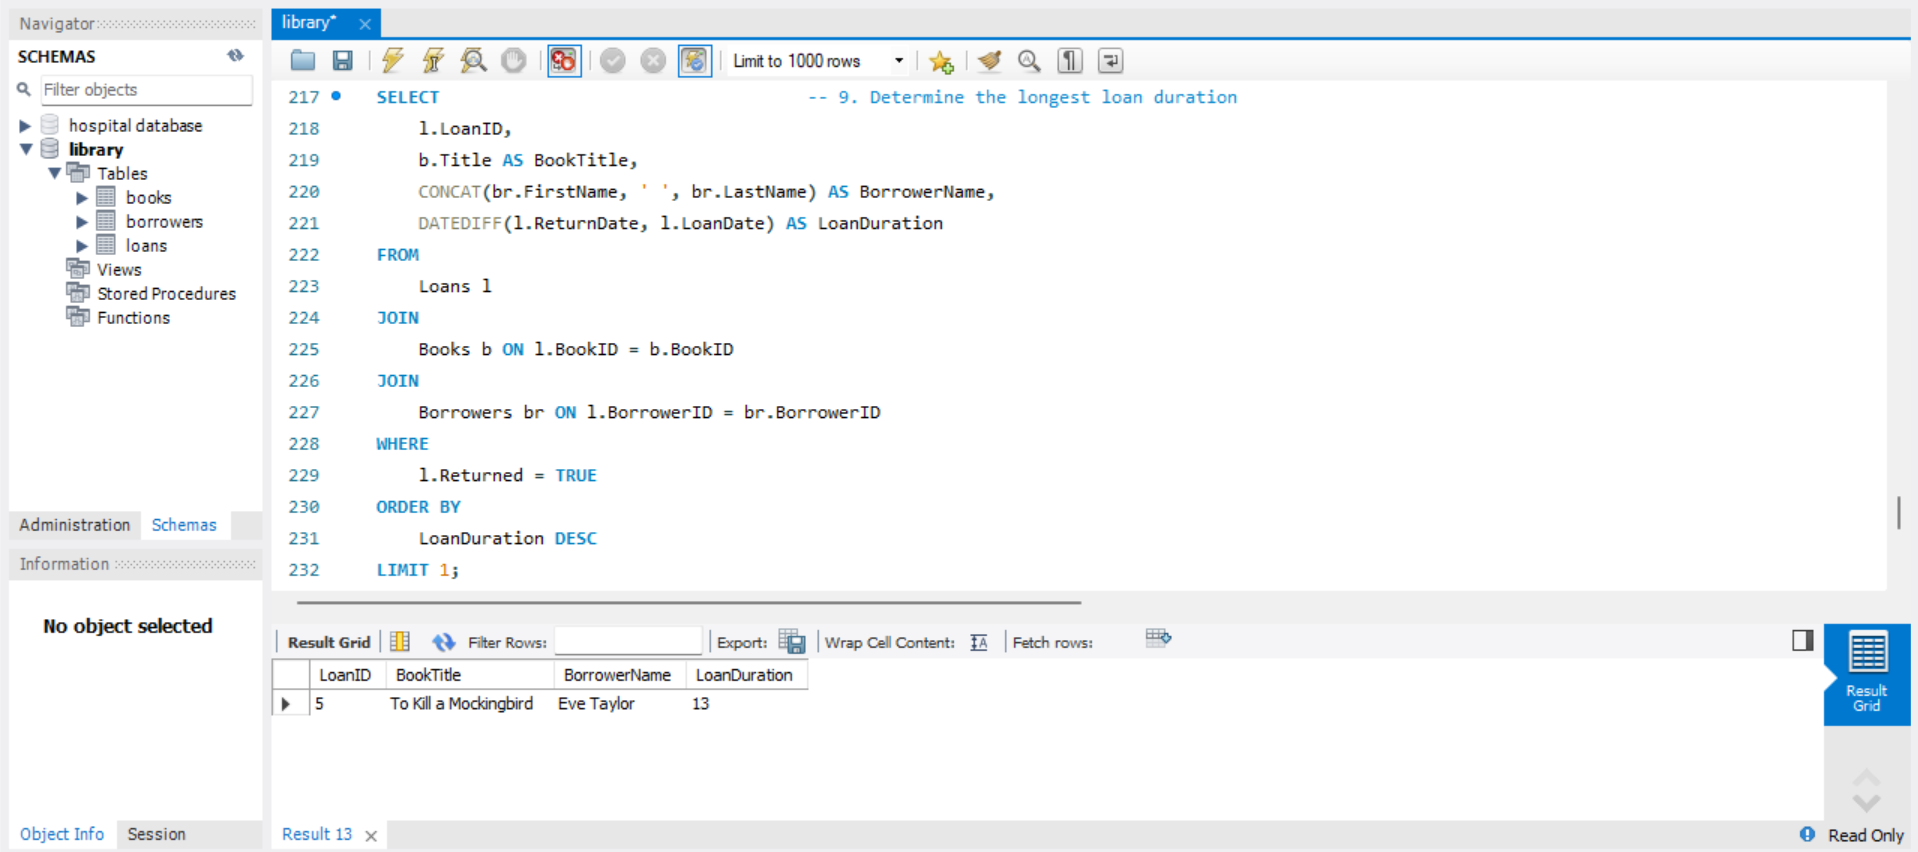 Navigator
SCHEMAS
Filter objects
hospital database
library
Tables
books
borrowers
loans
Views
Stored Procedures
Functions
Administration Schemas
Information
No object selected
Object Info Session
library*
Limit to 1000 rows
217 SELECT -- 9. Determine the longest loan duration
218 l.LoanID,
219 b.Title AS BookTitle,
220 CONCAT(br.FirstName, ' ', br.LastName) AS BorrowerName,
221 DATEDIFF(l.ReturnDate, l.LoanDate) AS LoanDuration
222 FROM
223 Loans l
224 JOIN
225 Books b ON l.BookID = b.BookID
226 JOIN
227 Borrowers br ON l.BorrowerID = br.BorrowerID
228 WHERE
229 l.Returned = TRUE
230 ORDER BY
231 LoanDuration DESC
232 LIMIT 1;
Result Grid Filter Rows: Export: Wrap Cell Content: Fetch rows:
LoanID BookTitle BorrowerName LoanDuration
5 To Kill a Mockingbird Eve Taylor 13
Result
Grid
Result 13
Read Only